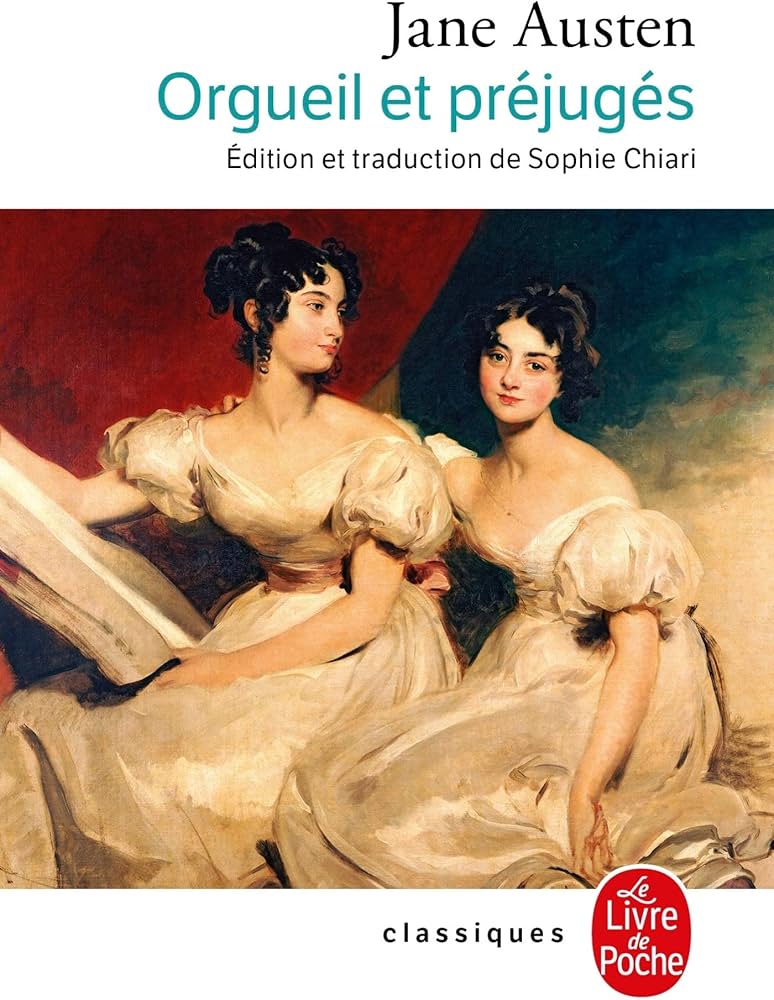 Jane Austen
Orgueil et préjugés
Édition et traduction de Sophie Chiari
classiques
Le
Livre
de
Poche